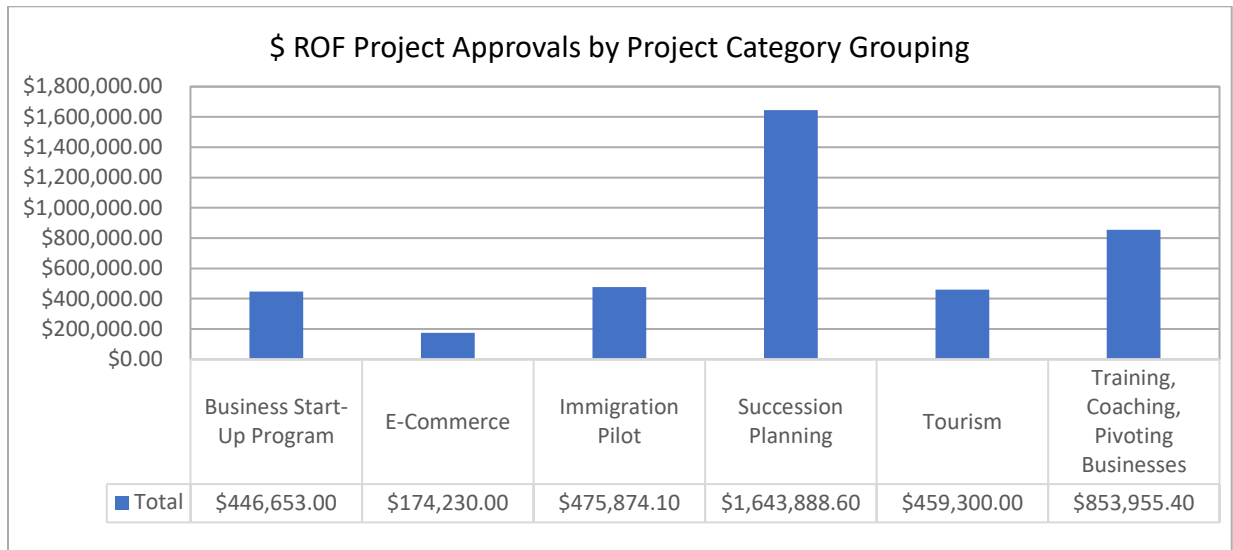 $ ROF Project Approvals by Project Category Grouping
$1,800,000.00
$1,600,000.00
$1,400,000.00
$1,200,000.00
$1,000,000.00
$800,000.00
$600,000.00
$400,000.00
$200,000.00
$0.00
Business Start-
Up Program
E-Commerce
Immigration
Pilot
Succession
Planning
Tourism
Training,
Coaching,
Pivoting
Businesses
Total $446,653.00 $174,230.00 $475,874.10 $1,643,888.60 $459,300.00 $853,955.40